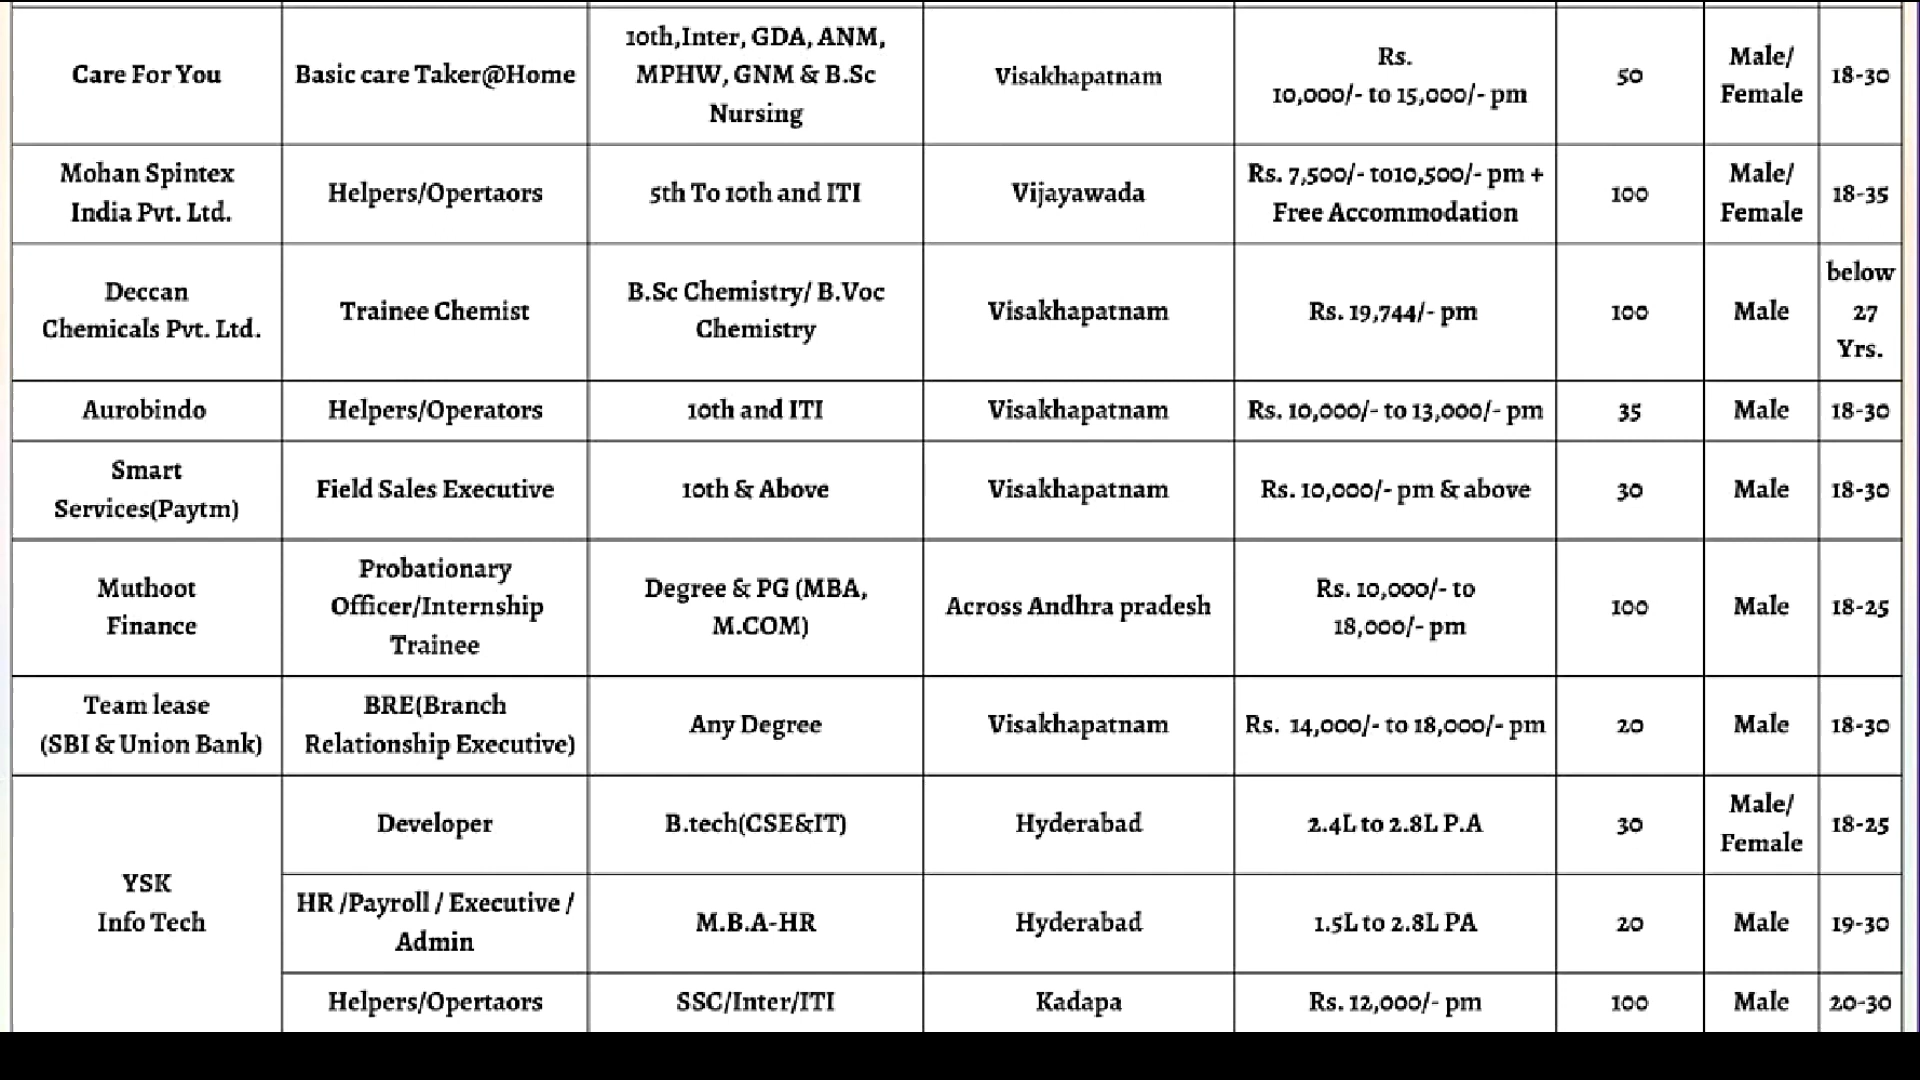 Care For You
Basic care Taker@Home
10th,Inter, GDA, ANM,
MPHW, GNM & B.Sc
Nursing
Visakhapatnam
Rs.
10,000/- to 15,000/- pm
50
Male/
Female
18-30
Mohan Spintex
India Pvt. Ltd.
Helpers/Opertaors
5th To 10th and ITI
Vijayawada
Rs. 7,500/- to10,500/- pm +
Free Accommodation
100
Male/
Female
18-35
Deccan
Chemicals Pvt. Ltd.
Trainee Chemist
B.Sc Chemistry/ B.Voc
Chemistry
Visakhapatnam
Rs. 19,744/- pm
100
Male
below
27
Yrs.
Aurobindo
Helpers/Operators
10th and ITI
Visakhapatnam
Rs. 10,000/- to 13,000/- pm
35
Male
18-30
Smart
Services(Paytm)
Field Sales Executive
10th & Above
Visakhapatnam
Rs. 10,000/- pm & above
30
Male
18-30
Muthoot
Finance
Probationary
Officer/Internship
Trainee
Degree & PG (MBA,
M.COM)
Across Andhra pradesh
Rs. 10,000/- to
18,000/- pm
100
Male
18-25
Team lease
(SBI & Union Bank)
BRE(Branch
Relationship Executive)
Any Degree
Visakhapatnam
Rs. 14,000/- to 18,000/- pm
20
Male
18-30
YSK
Info Tech
Developer
B.tech(CSE&IT)
Hyderabad
2.4L to 2.8L P.A
30
Male/
Female
18-25
HR /Payroll / Executive /
Admin
M.B.A-HR
Hyderabad
1.5L to 2.8L PA
20
Male
19-30
Helpers/Opertaors
SSC/Inter/ITI
Kadapa
Rs. 12,000/- pm
100
Male
20-30